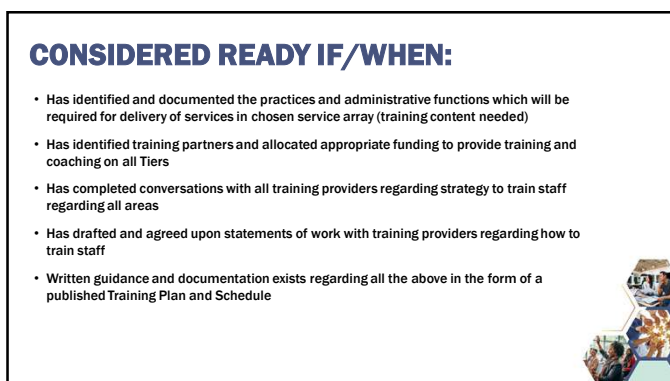 CONSIDERED READY IF/WHEN:
• Has identified and documented the practices and administrative functions which will be
required for delivery of services in chosen service array (training content needed)
• Has identified training partners and allocated appropriate funding to provide training and
coaching on all Tiers
• Has completed conversations with all training providers regarding strategy to train staff
regarding all areas
• Has drafted and agreed upon statements of work with training providers regarding how to
train staff
• Written guidance and documentation exists regarding all the above in the form of a
published Training Plan and Schedule